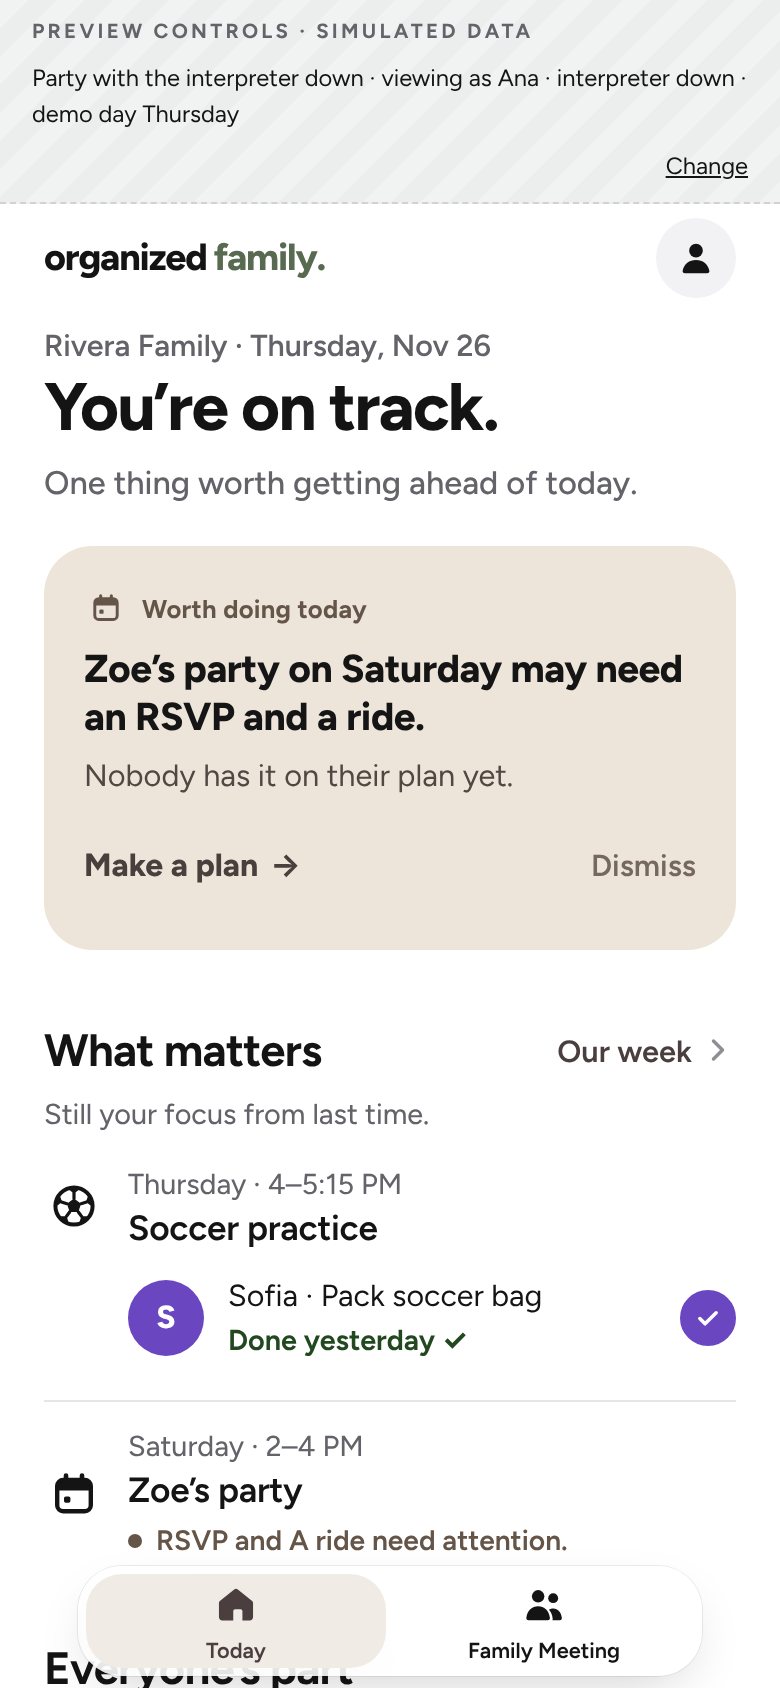 PREVIEW CONTROLS · SIMULATED DATA
Party with the interpreter down · viewing as Ana · interpreter down ·
demo day Thursday
Change
organized family.
Rivera Family · Thursday, Nov 26
You’re on track.
One thing worth getting ahead of today.
Worth doing today
Zoe’s party on Saturday may need
an RSVP and a ride.
Nobody has it on their plan yet.
Make a plan →
Dismiss
What matters
Our week
Still your focus from last time.
Thursday · 4–5:15 PM
Soccer practice
S
Sofia · Pack soccer bag
Done yesterday ✓
Saturday · 2–4 PM
Zoe’s party
RSVP and A ride need attention.
Today
Family Meeting
Everyone’s part